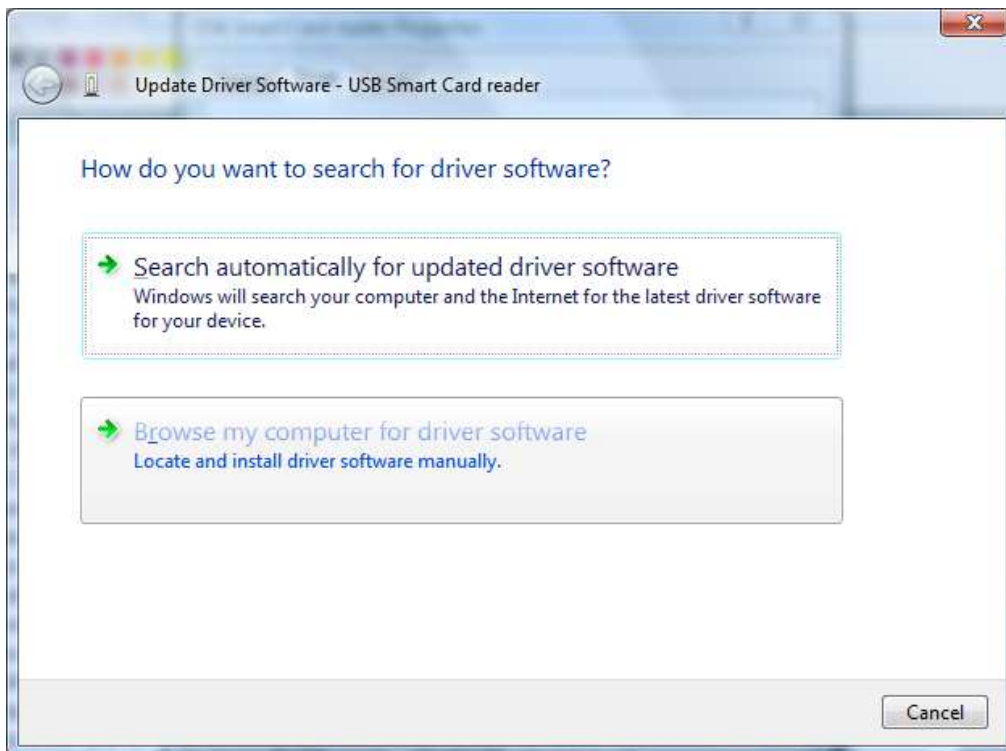 Update Driver Software - USB Smart Card reader
How do you want to search for driver software?
Search automatically for updated driver software
Windows will search your computer and the Internet for the latest driver software
for your device.
Browse my computer for driver software
Locate and install driver software manually.
Cancel